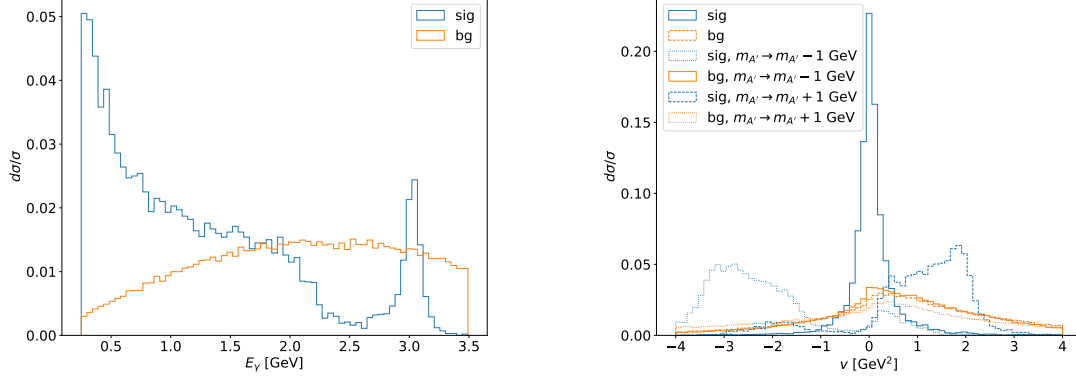 0.05
0.04
0.03
0.02
0.01
0.00
dσ/σ
0.5 1.0 1.5 2.0 2.5 3.0 3.5
E_γ [GeV]
sig
bg
0.20
0.15
0.10
0.05
0.00
dσ/σ
−4 −3 −2 −1 0 1 2 3 4
v [GeV²]
sig
bg
sig, m_A′ → m_A′ − 1 GeV
bg, m_A′ → m_A′ − 1 GeV
sig, m_A′ → m_A′ + 1 GeV
bg, m_A′ → m_A′ + 1 GeV